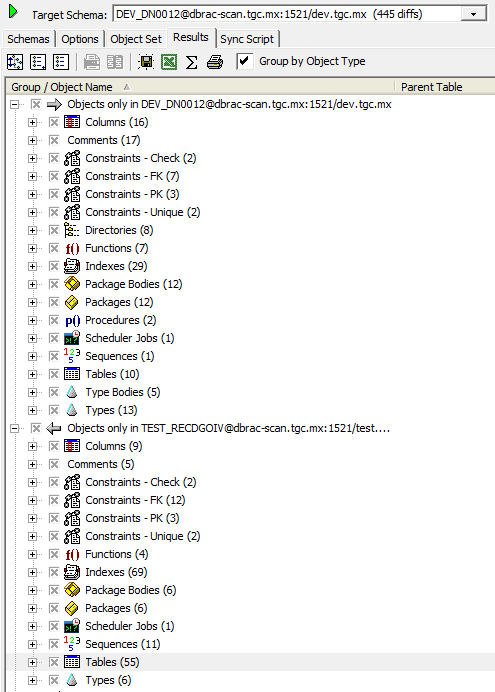 Target Schema: DEV_DN0012@dbrac-scan.tgc.mx:1521/dev.tgc.mx (445 diffs)
Schemas Options Object Set Results Sync Script
Group by Object Type
Group / Object Name Parent Table
Objects only in DEV_DN0012@dbrac-scan.tgc.mx:1521/dev.tgc.mx
Columns (16)
Comments (17)
Constraints - Check (2)
Constraints - FK (7)
Constraints - PK (3)
Constraints - Unique (2)
Directories (8)
f() Functions (7)
Indexes (29)
Package Bodies (12)
Packages (12)
p() Procedures (2)
Scheduler Jobs (1)
123 5 Sequences (1)
Tables (10)
Type Bodies (5)
Types (13)
Objects only in TEST_RECDGOIV@dbrac-scan.tgc.mx:1521/test....
Columns (9)
Comments (5)
Constraints - Check (2)
Constraints - FK (12)
Constraints - PK (3)
Constraints - Unique (2)
f() Functions (4)
Indexes (69)
Package Bodies (6)
Packages (6)
Scheduler Jobs (1)
123 5 Sequences (11)
Tables (55)
Types (6)